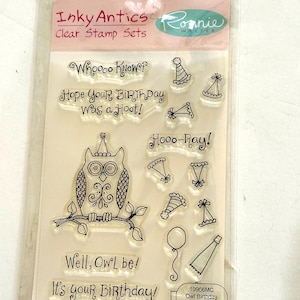 InkyAntics
Ronnie
Clear Stamp Sets
Whoooo Knew?
Hope Your BirthDay
was a Hoot!
Hooo-Ray!
Well, Owl be!
It's your Birthday!